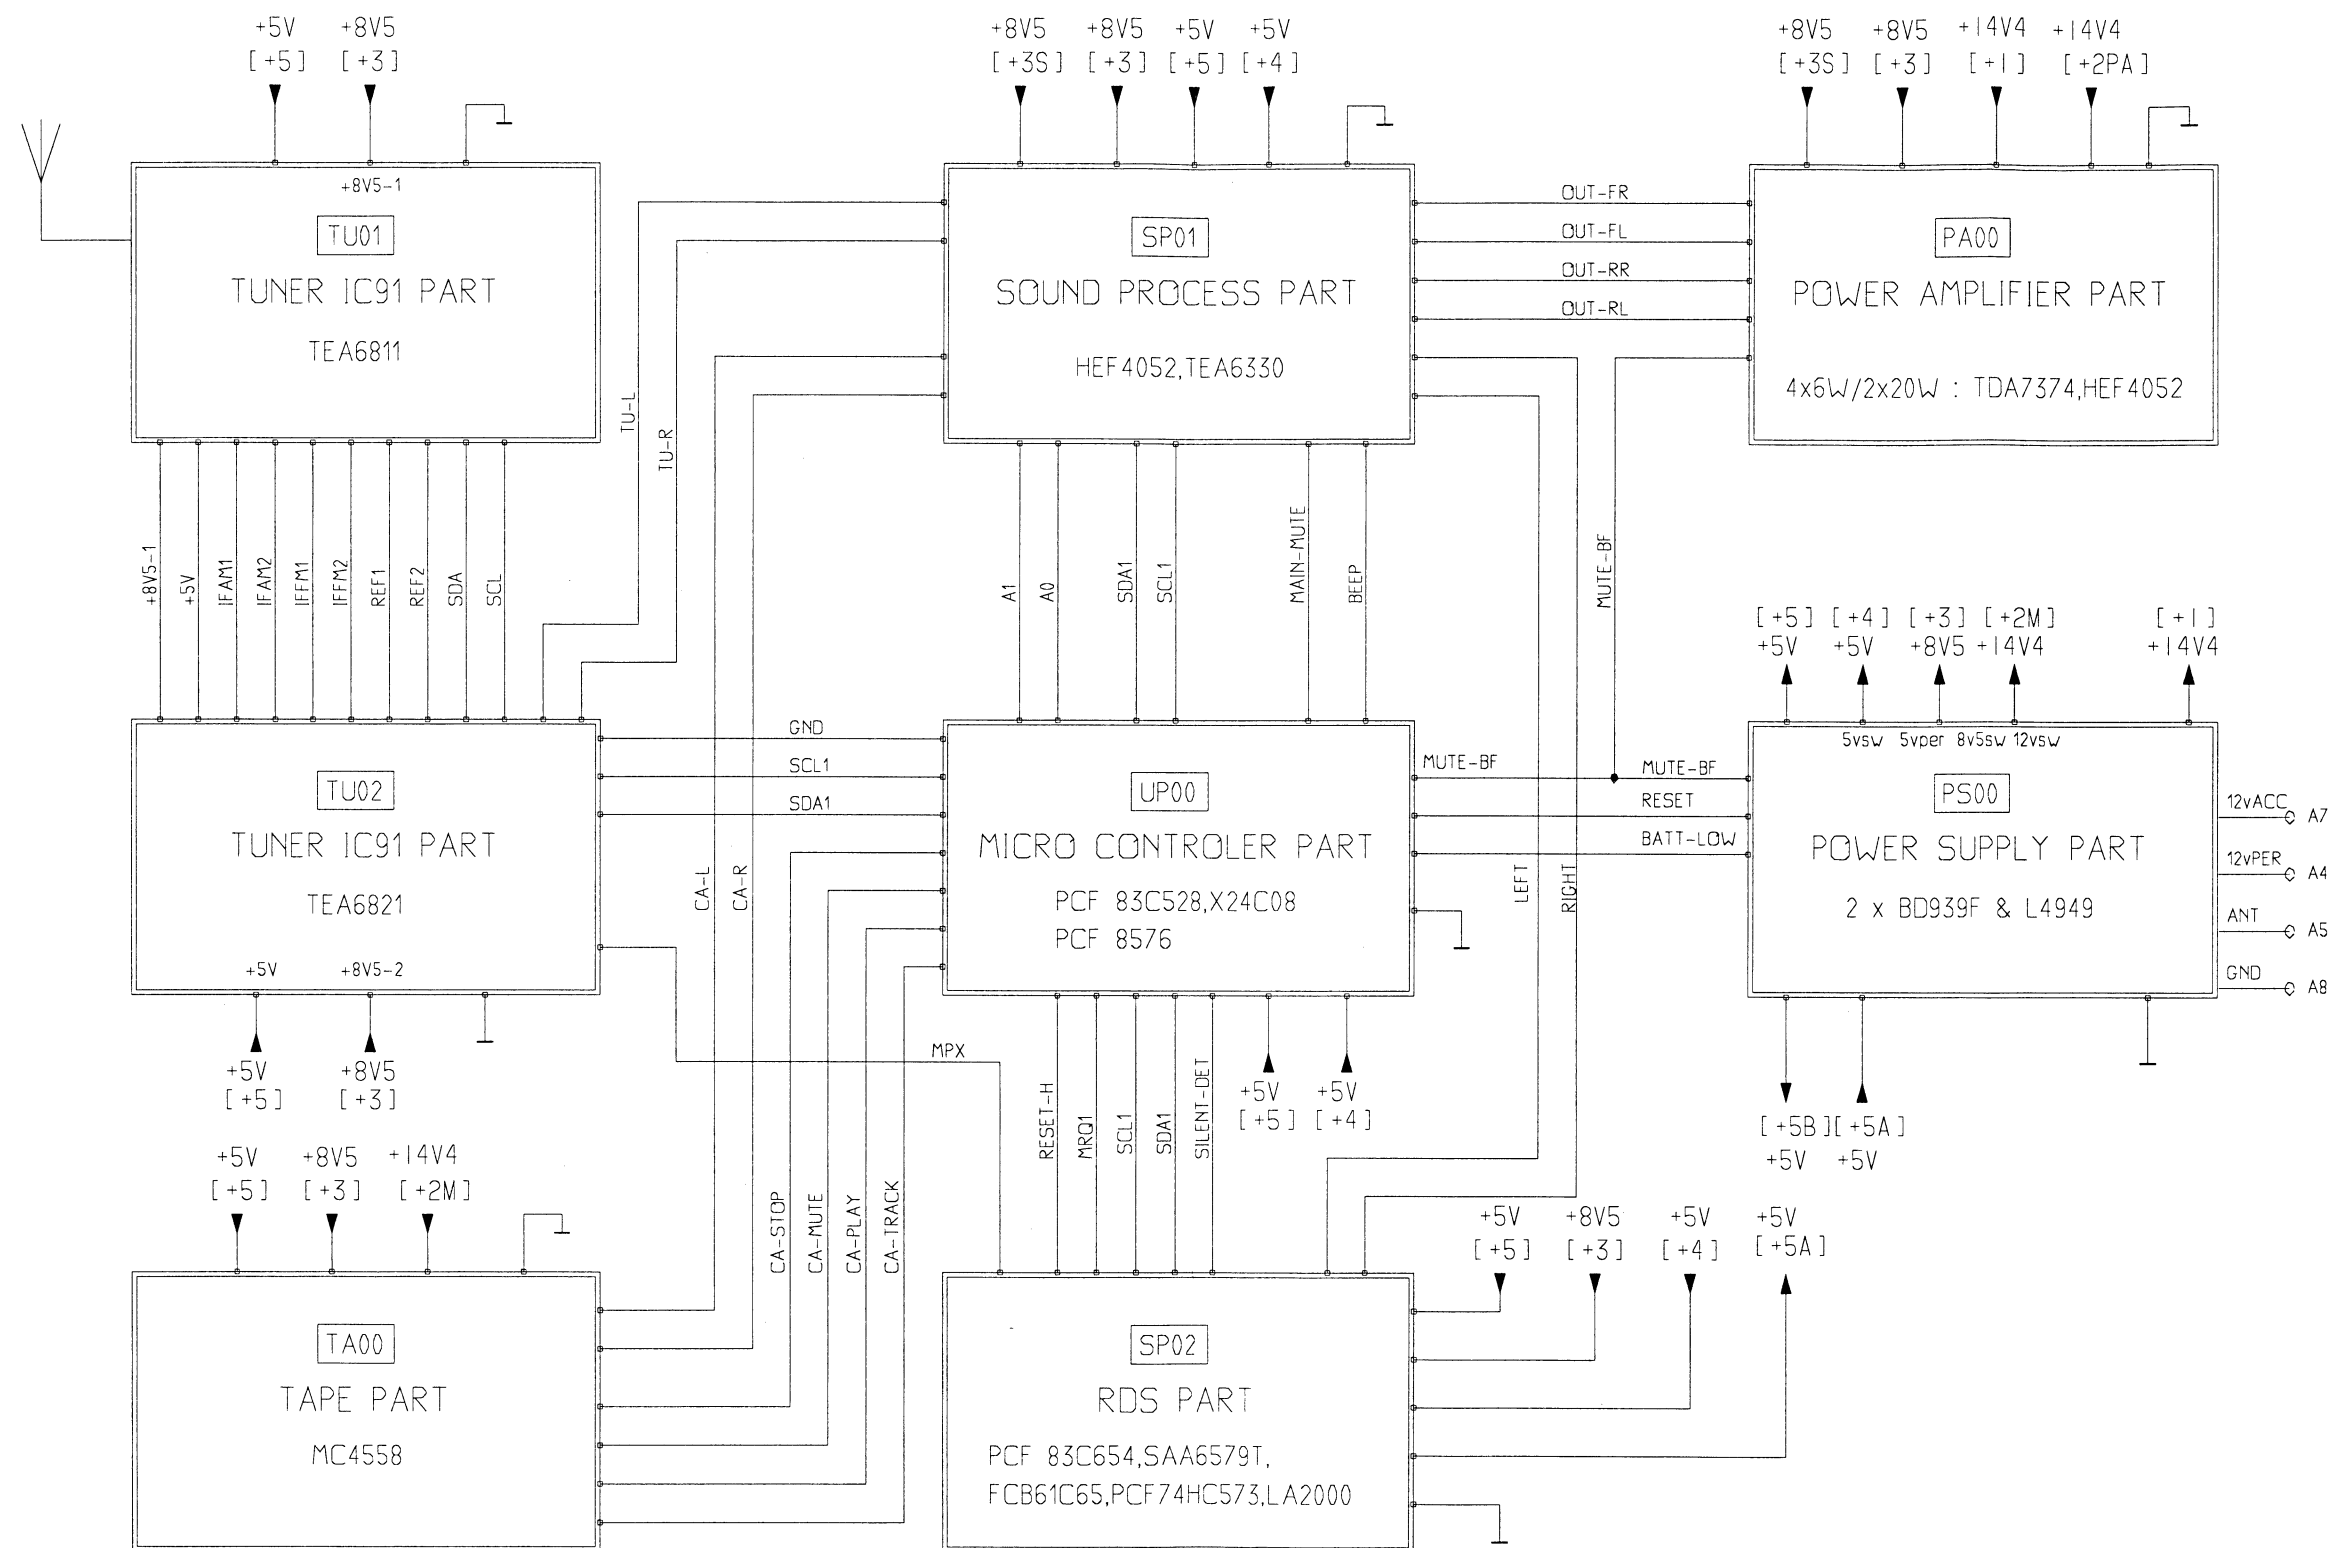 +5V +8V5
[+5] [+3]
+8V5 +8V5 +5V +5V
[+3S] [+3] [+5] [+4]
+8V5 +8V5 +14V4 +14V4
[+3S] [+3] [+1] [+2PA]
+8V5-1
TU01
TUNER IC91 PART
TEA6811
SP01
SOUND PROCESS PART
HEF4052,TEA6330
OUT-FR
OUT-FL
OUT-RR
OUT-RL
PA00
POWER AMPLIFIER PART
4x6W/2x20W : TDA7374,HEF4052
TU-L
TU-R
+8V5-1
+5V
IFAM1
IFAM2
IFFM1
IFFM2
REF1
REF2
SDA
SCL
A1
A0
SDA1
SCL1
MAIN-MUTE
BEEP
MUTE-BF
[+5] [+4] [+3] [+2M] [+1]
+5V +5V +8V5 +14V4 +14V4
TU02
TUNER IC91 PART
TEA6821
+5V +8V5-2
+5V +8V5
[+5] [+3]
GND
SCL1
SDA1
CA-L
CA-R
UP00
MICRO CONTROLER PART
PCF 83C528,X24C08
PCF 8576
MUTE-BF
MUTE-BF
RESET
BATT-LOW
LEFT
RIGHT
5vsw 5vper 8v5sw 12vsw
PS00
POWER SUPPLY PART
2 x BD939F & L4949
12vACC A7
12vPER A4
ANT A5
GND A8
MPX
RESET-H
MRQ1
SCL1
SDA1
SILENT-DET
+5V +5V
[+5] [+4]
[+5B] [+5A]
+5V +5V
+5V +8V5 +14V4
[+5] [+3] [+2M]
CA-STOP
CA-MUTE
CA-PLAY
CA-TRACK
+5V +8V5 +5V +5V
[+5] [+3] [+4] [+5A]
TA00
TAPE PART
MC4558
SP02
RDS PART
PCF 83C654,SAA6579T,
FCB61C65,PCF74HC573,LA2000